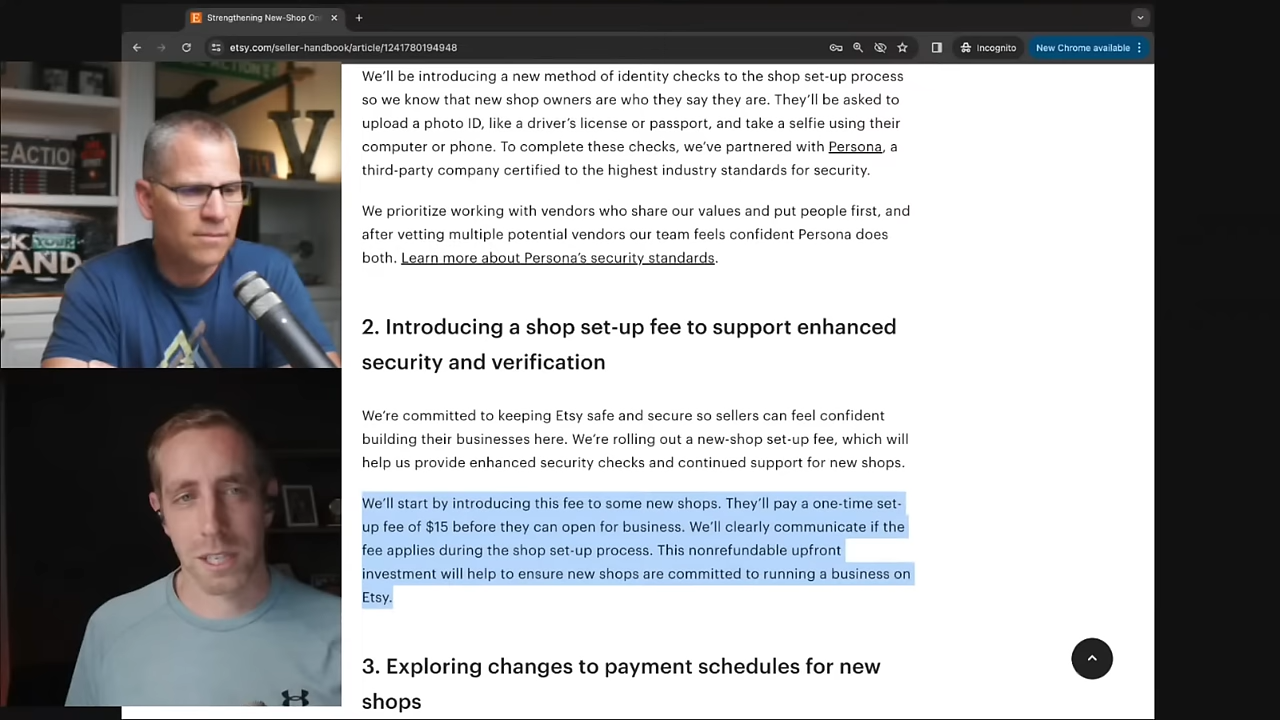 Strengthening New-Shop On
etsy.com/seller-handbook/article/1241780194948
Incognito
New Chrome available
We'll be introducing a new method of identity checks to the shop set-up process
so we know that new shop owners are who they say they are. They'll be asked to
upload a photo ID, like a driver's license or passport, and take a selfie using their
computer or phone. To complete these checks, we've partnered with Persona, a
third-party company certified to the highest industry standards for security.
We prioritize working with vendors who share our values and put people first, and
after vetting multiple potential vendors our team feels confident Persona does
both. Learn more about Persona's security standards.
2. Introducing a shop set-up fee to support enhanced
security and verification
We're committed to keeping Etsy safe and secure so sellers can feel confident
building their businesses here. We're rolling out a new-shop set-up fee, which will
help us provide enhanced security checks and continued support for new shops.
We'll start by introducing this fee to some new shops. They'll pay a one-time set-
up fee of $15 before they can open for business. We'll clearly communicate if the
fee applies during the shop set-up process. This nonrefundable upfront
investment will help to ensure new shops are committed to running a business on
Etsy.
3. Exploring changes to payment schedules for new
shops
V